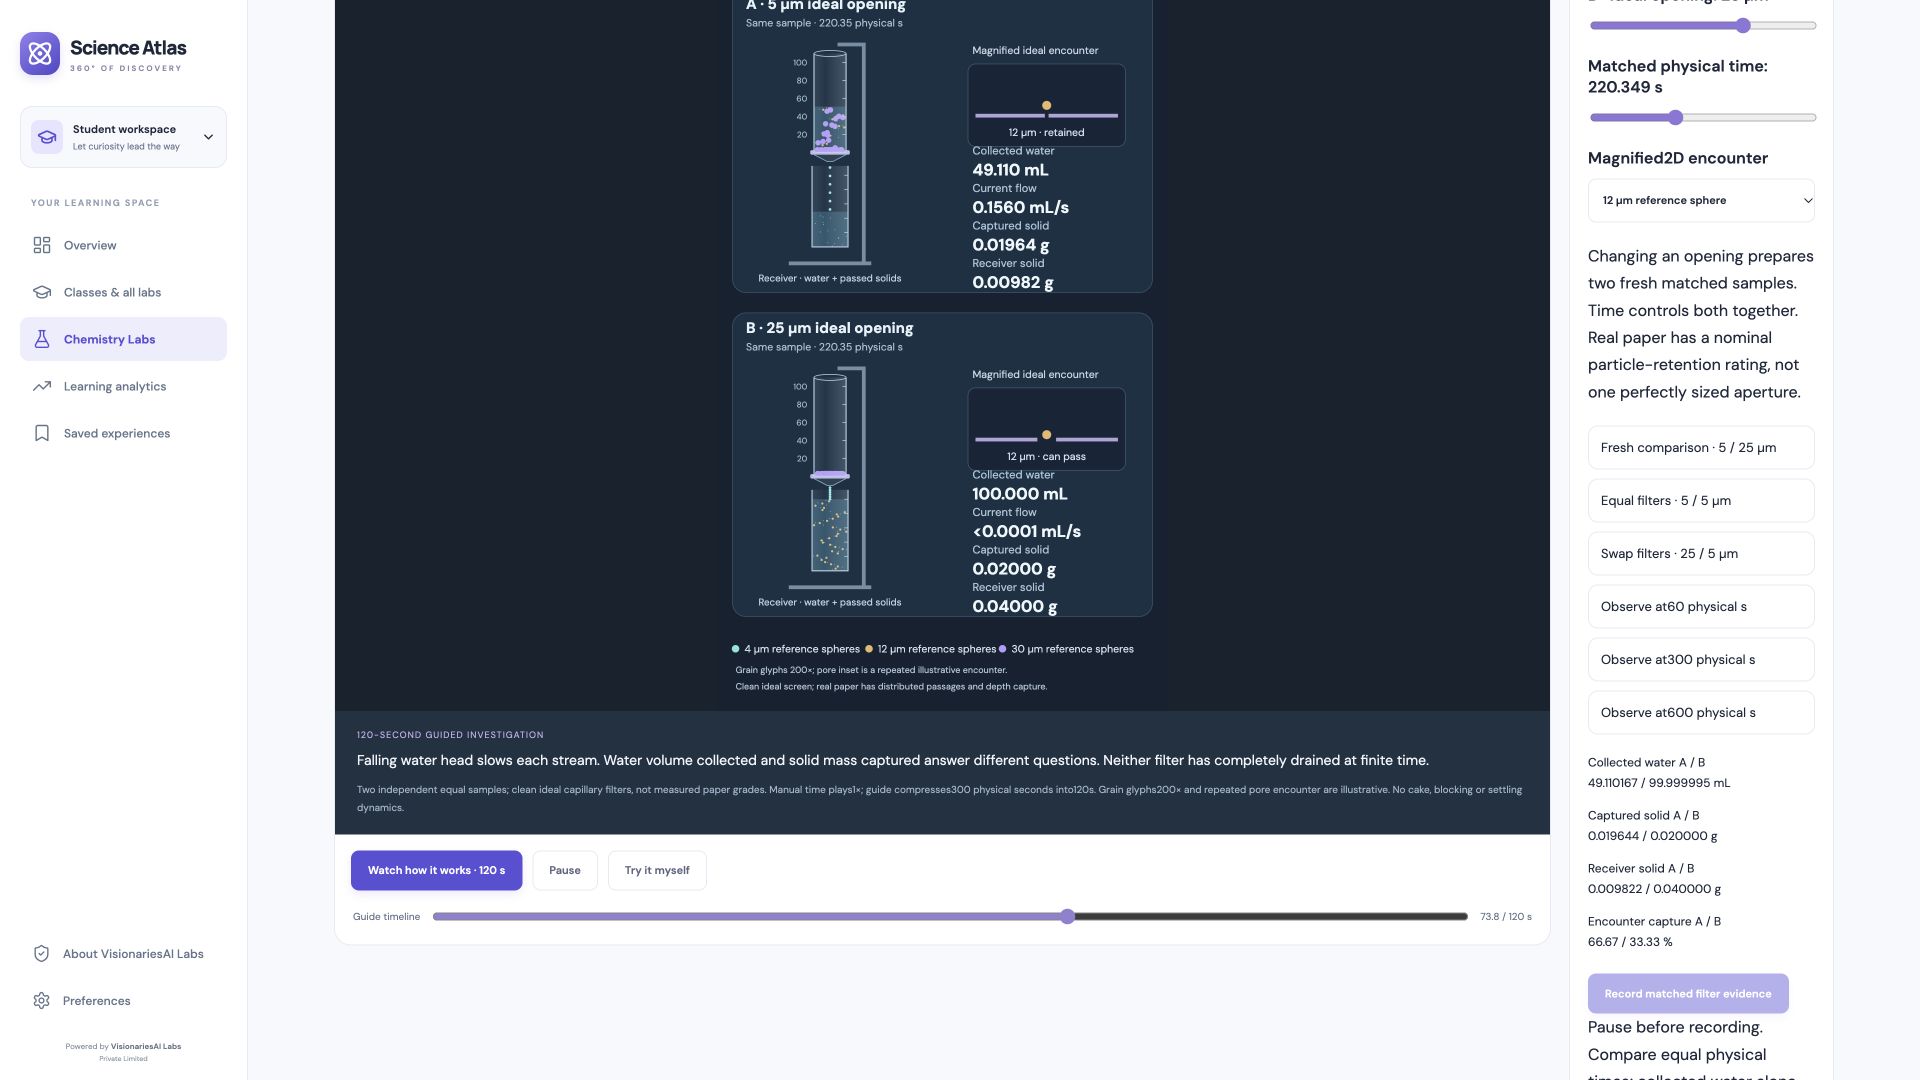 Science Atlas
360° OF DISCOVERY
Student workspace
Let curiosity lead the way
YOUR LEARNING SPACE
Overview
Classes & all labs
Chemistry Labs
Learning analytics
Saved experiences
About VisionariesAI Labs
Preferences
Powered by VisionariesAI Labs
Private Limited
A · 5 µm ideal opening
Same sample · 220.35 physical s
100
80
60
40
20
Receiver · water + passed solids
Magnified ideal encounter
12 µm · retained
Collected water
49.110 mL
Current flow
0.1560 mL/s
Captured solid
0.01964 g
Receiver solid
0.00982 g
B · 25 µm ideal opening
Same sample · 220.35 physical s
100
80
60
40
20
Receiver · water + passed solids
Magnified ideal encounter
12 µm · can pass
Collected water
100.000 mL
Current flow
<0.0001 mL/s
Captured solid
0.02000 g
Receiver solid
0.04000 g
4 µm reference spheres 12 µm reference spheres 30 µm reference spheres
Grain glyphs 200×; pore inset is a repeated illustrative encounter.
Clean ideal screen; real paper has distributed passages and depth capture.
120-SECOND GUIDED INVESTIGATION
Falling water head slows each stream. Water volume collected and solid mass captured answer different questions. Neither filter has completely drained at finite time.
Two independent equal samples; clean ideal capillary filters, not measured paper grades. Manual time plays1×; guide compresses300 physical seconds into120s. Grain glyphs200× and repeated pore encounter are illustrative. No cake, blocking or settling
dynamics.
Watch how it works · 120 s
Pause
Try it myself
Guide timeline
73.8 / 120 s
Matched physical time:
220.349 s
Magnified2D encounter
12 µm reference sphere
Changing an opening prepares
two fresh matched samples.
Time controls both together.
Real paper has a nominal
particle-retention rating, not
one perfectly sized aperture.
Fresh comparison · 5 / 25 µm
Equal filters · 5 / 5 µm
Swap filters · 25 / 5 µm
Observe at60 physical s
Observe at300 physical s
Observe at600 physical s
Collected water A / B
49.110167 / 99.999995 mL
Captured solid A / B
0.019644 / 0.020000 g
Receiver solid A / B
0.009822 / 0.040000 g
Encounter capture A / B
66.67 / 33.33 %
Record matched filter evidence
Pause before recording.
Compare equal physical